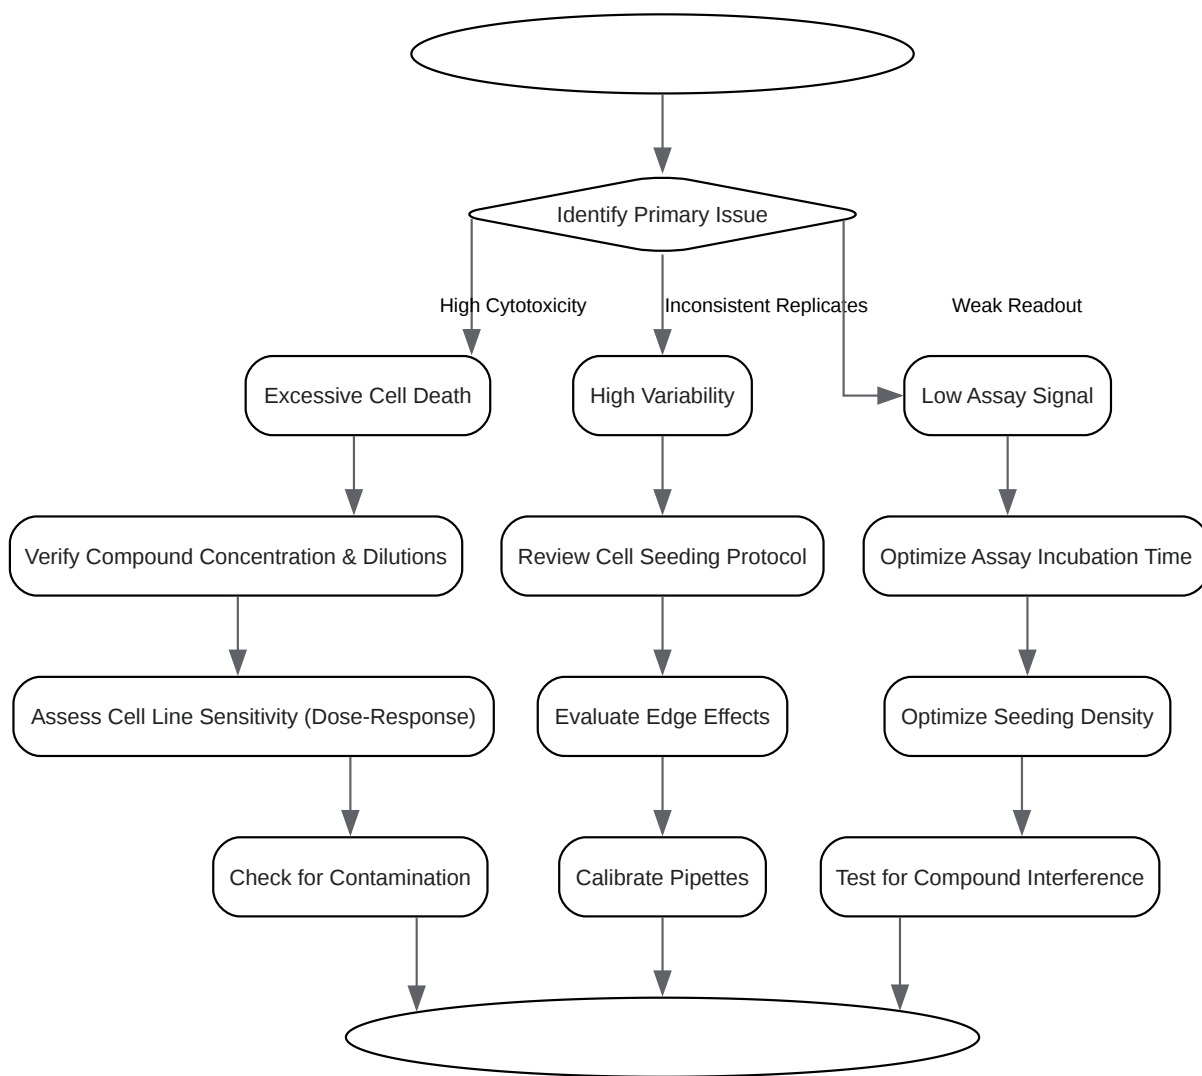 Identify Primary Issue
High Cytotoxicity
Inconsistent Replicates
Weak Readout
Excessive Cell Death
High Variability
Low Assay Signal
Verify Compound Concentration & Dilutions
Review Cell Seeding Protocol
Optimize Assay Incubation Time
Assess Cell Line Sensitivity (Dose-Response)
Evaluate Edge Effects
Optimize Seeding Density
Check for Contamination
Calibrate Pipettes
Test for Compound Interference